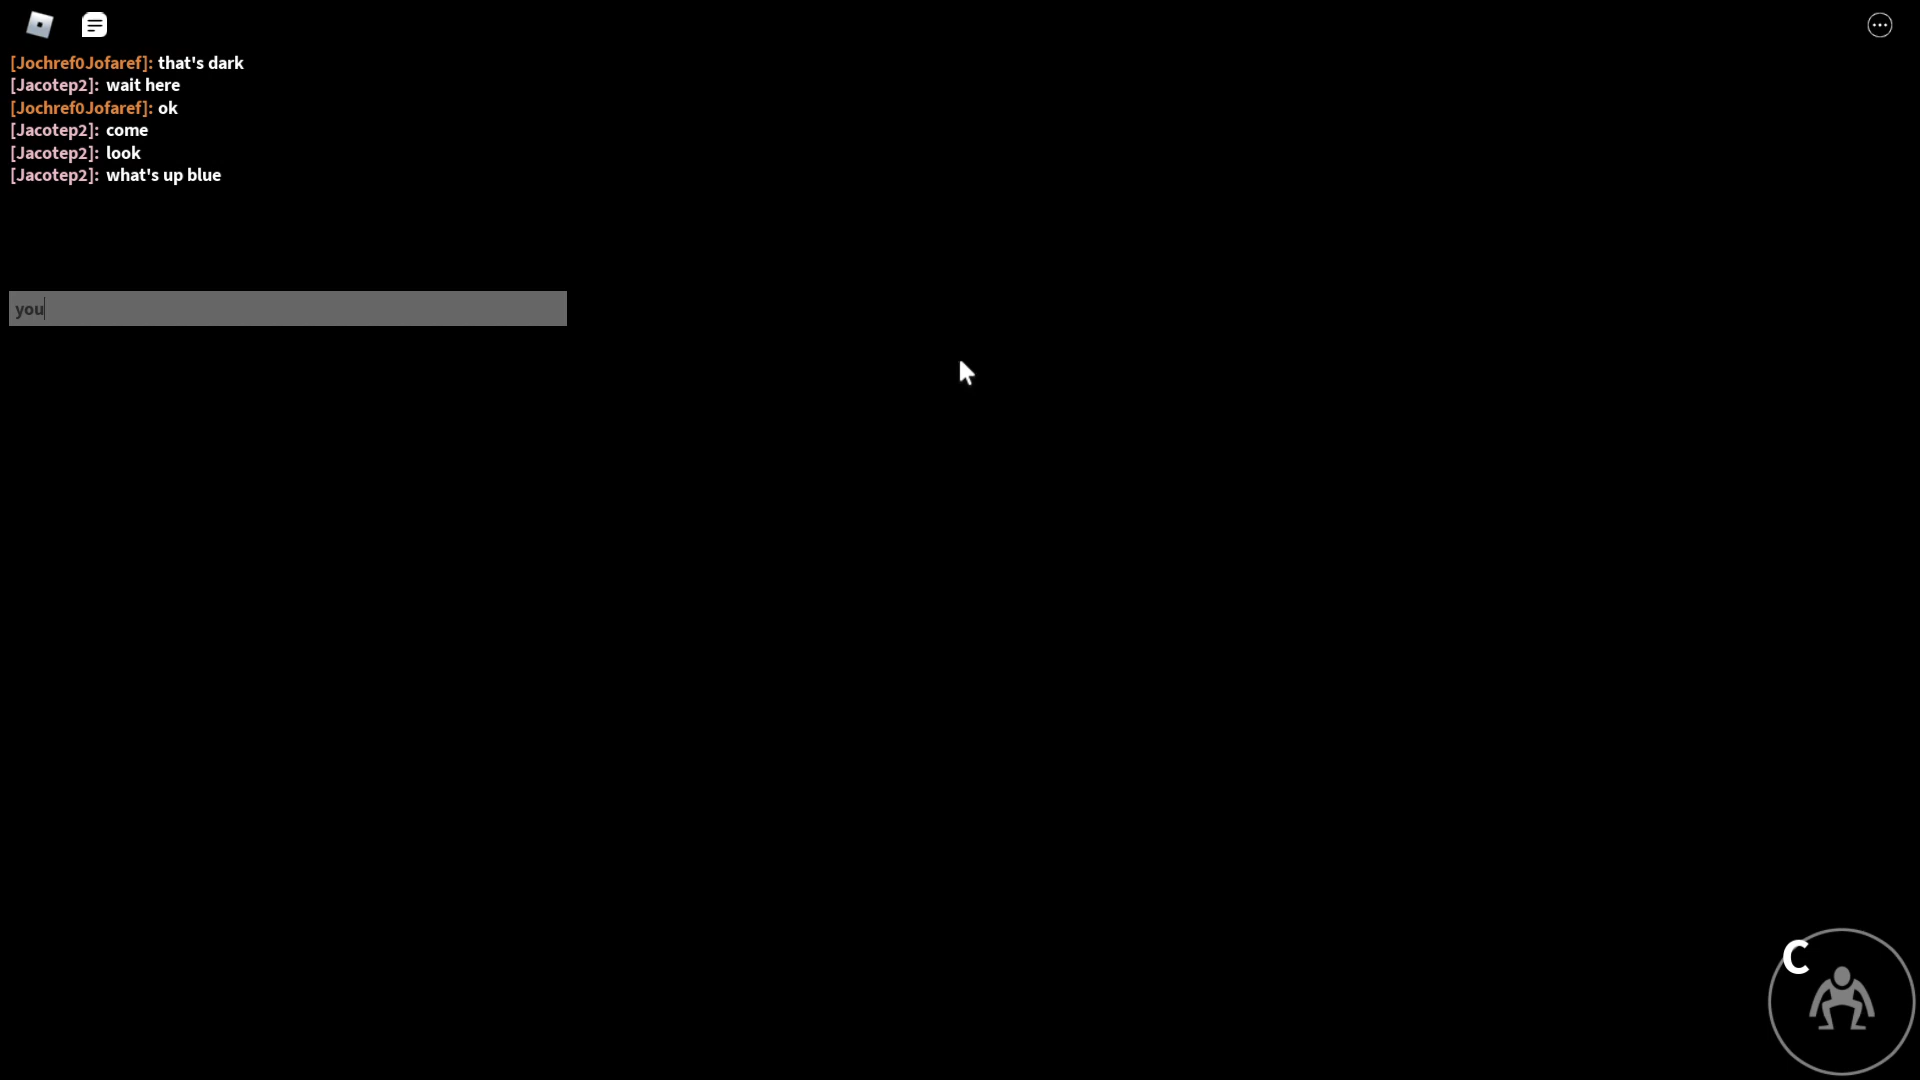 [Jochref0Jofaref]: that's dark
[Jacotep2]: wait here
[Jochref0Jofaref]: ok
[Jacotep2]: come
[Jacotep2]: look
[Jacotep2]: what's up blue
you
C